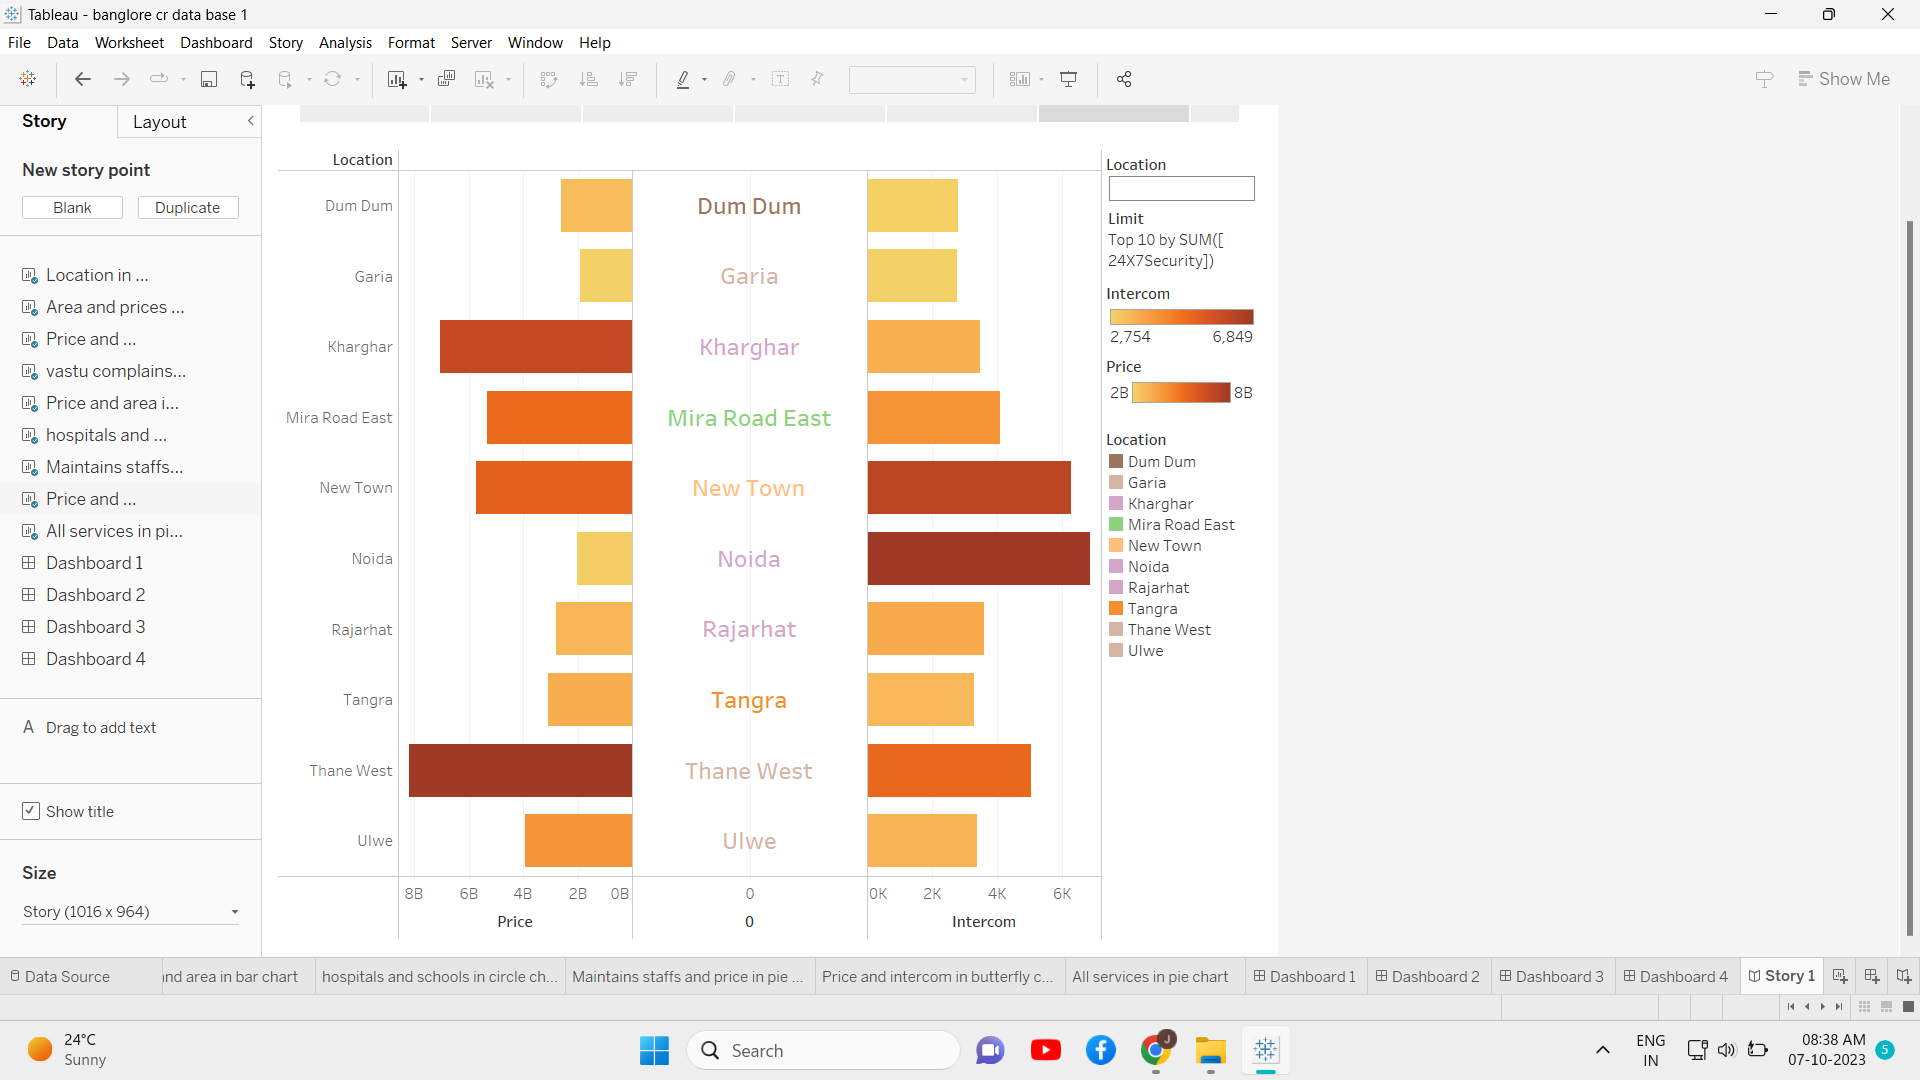 Tableau - banglore cr data base 1
File Data Worksheet Dashboard Story Analysis Format Server Window Help
Show Me
Story Layout
New story point
Blank Duplicate
Location in ...
Area and prices ...
Price and ...
vastu complains...
Price and area i...
hospitals and ...
Maintains staffs...
Price and ...
All services in pi...
Dashboard 1
Dashboard 2
Dashboard 3
Dashboard 4
A Drag to add text
Show title
Size
Story (1016 x 964)
Location
Dum Dum Dum Dum
Garia Garia
Kharghar Kharghar
Mira Road East Mira Road East
New Town New Town
Noida Noida
Rajarhat Rajarhat
Tangra Tangra
Thane West Thane West
Ulwe Ulwe
8B 6B 4B 2B 0B 0 0K 2K 4K 6K
Price 0 Intercom
Location
Limit
Top 10 by SUM([
24X7Security])
Intercom
2,754 6,849
Price
2B 8B
Location
Dum Dum
Garia
Kharghar
Mira Road East
New Town
Noida
Rajarhat
Tangra
Thane West
Ulwe
Data Source nd area in bar chart hospitals and schools in circle ch... Maintains staffs and price in pie ... Price and intercom in butterfly c... All services in pie chart Dashboard 1 Dashboard 2 Dashboard 3 Dashboard 4 Story 1
24°C
Sunny
Search
J
ENG
IN
08:38 AM
07-10-2023
5